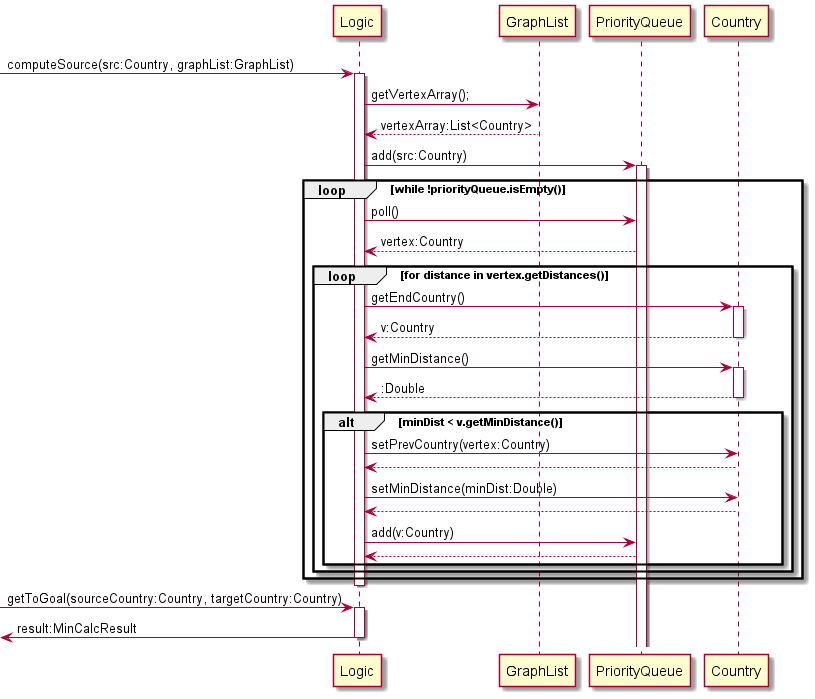 Logic GraphList PriorityQueue Country
computeSource(src:Country, graphList:GraphList)
getVertexArray();
vertexArray:List<Country>
add(src:Country)
loop [while !priorityQueue.isEmpty()]
poll()
vertex:Country
loop [for distance in vertex.getDistances()]
getEndCountry()
v:Country
getMinDistance()
:Double
alt [minDist < v.getMinDistance()]
setPrevCountry(vertex:Country)
setMinDistance(minDist:Double)
add(v:Country)
getToGoal(sourceCountry:Country, targetCountry:Country)
result:MinCalcResult
Logic GraphList PriorityQueue Country